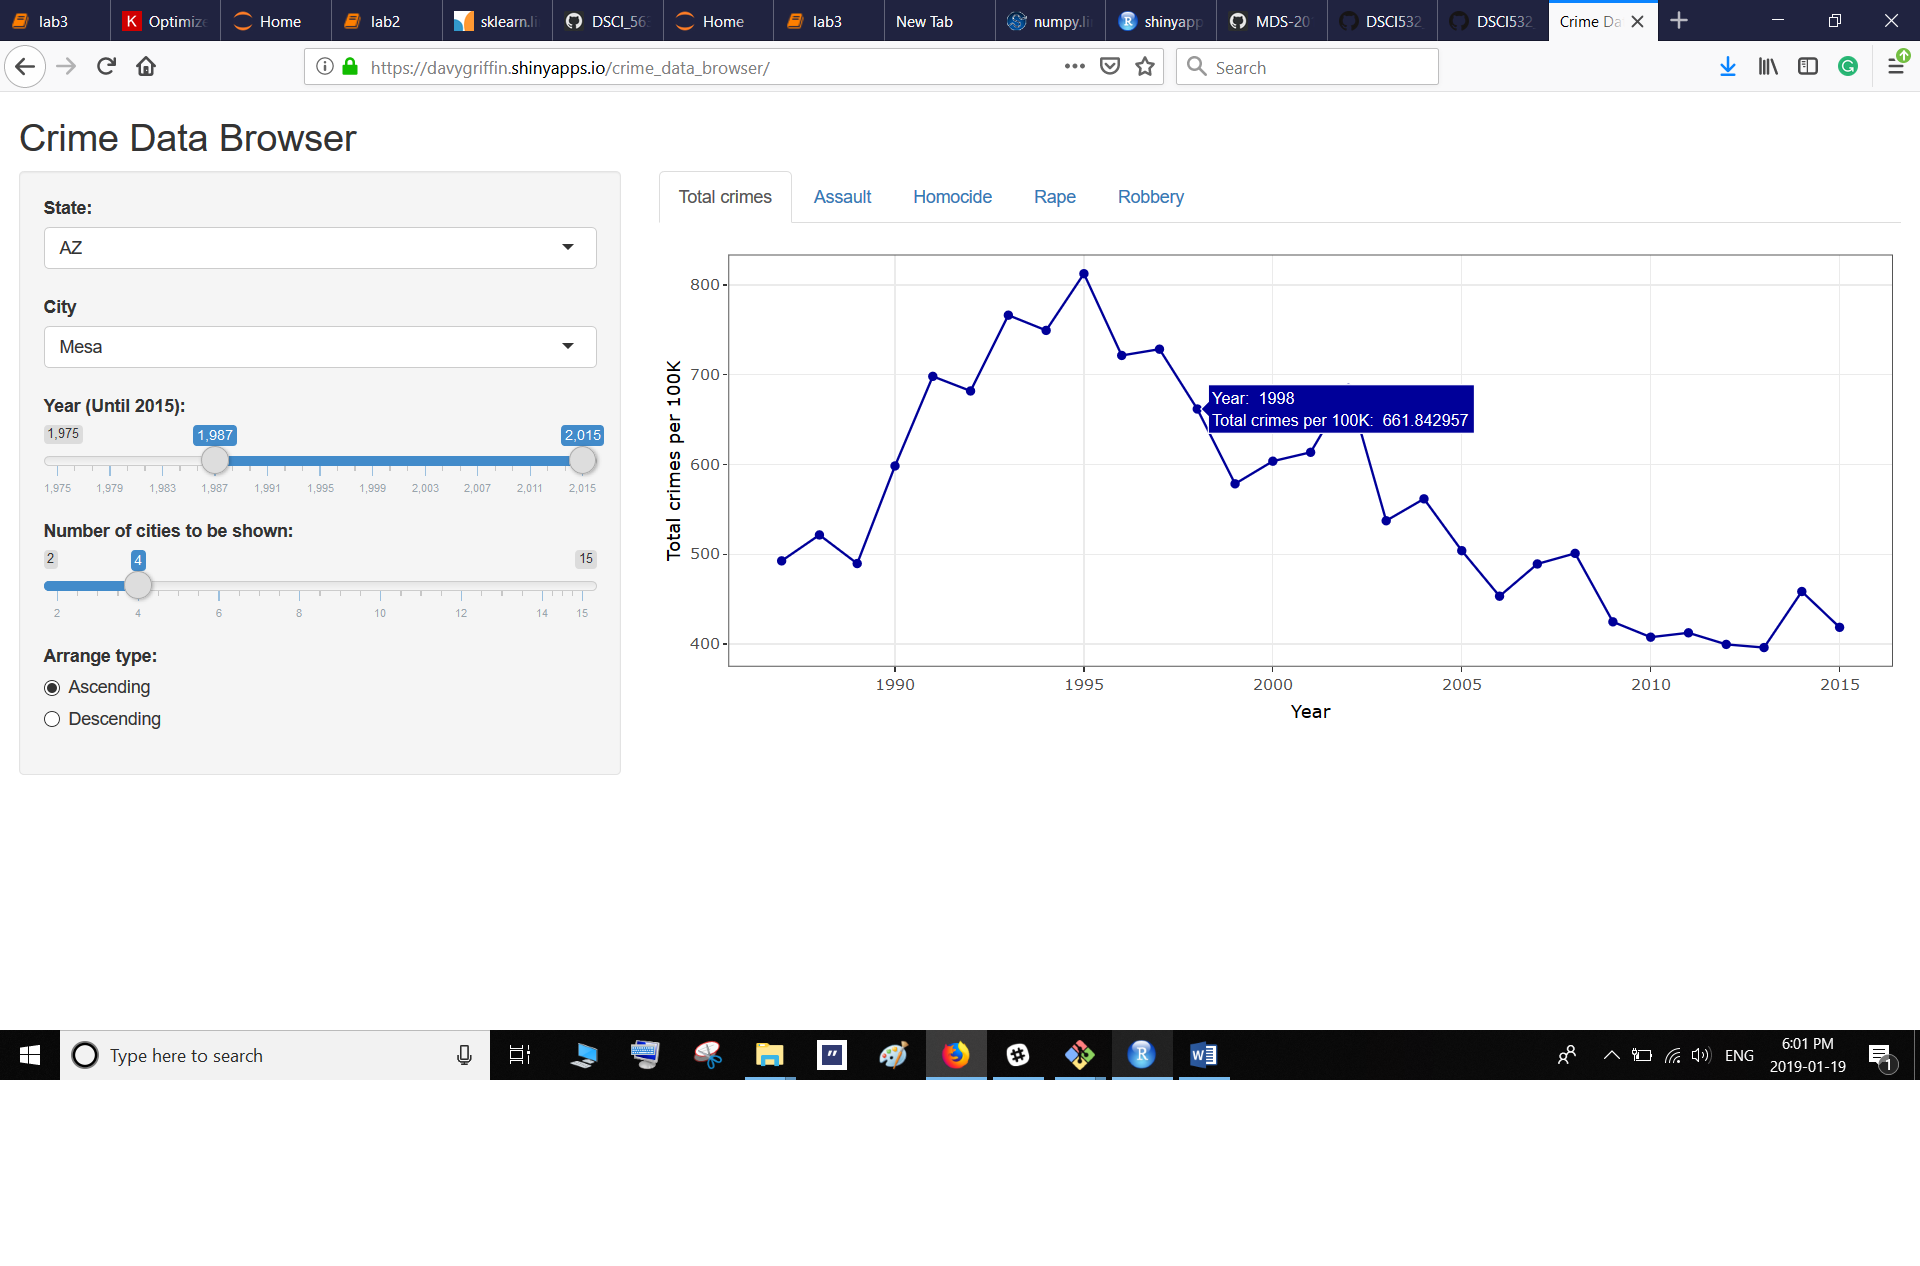 lab3 Optimize Home lab2 sklearn.li DSCI_563 Home lab3 New Tab numpy.li shinyapp MDS-20 DSCI532 DSCI532 Crime Da
https://davygriffin.shinyapps.io/crime_data_browser/ Search
Crime Data Browser
State:
AZ
City
Mesa
Year (Until 2015):
1,975 1,987 2,015
1,975 1,979 1,983 1,987 1,991 1,995 1,999 2,003 2,007 2,011 2,015
Number of cities to be shown:
2 4 15
2 4 6 8 10 12 14 15
Arrange type:
Ascending
Descending
Total crimes Assault Homocide Rape Robbery
Total crimes per 100K
800
700
600
500
400
Year: 1998
Total crimes per 100K: 661.842957
1990 1995 2000 2005 2010 2015
Year
Type here to search
ENG
6:01 PM
2019-01-19
1